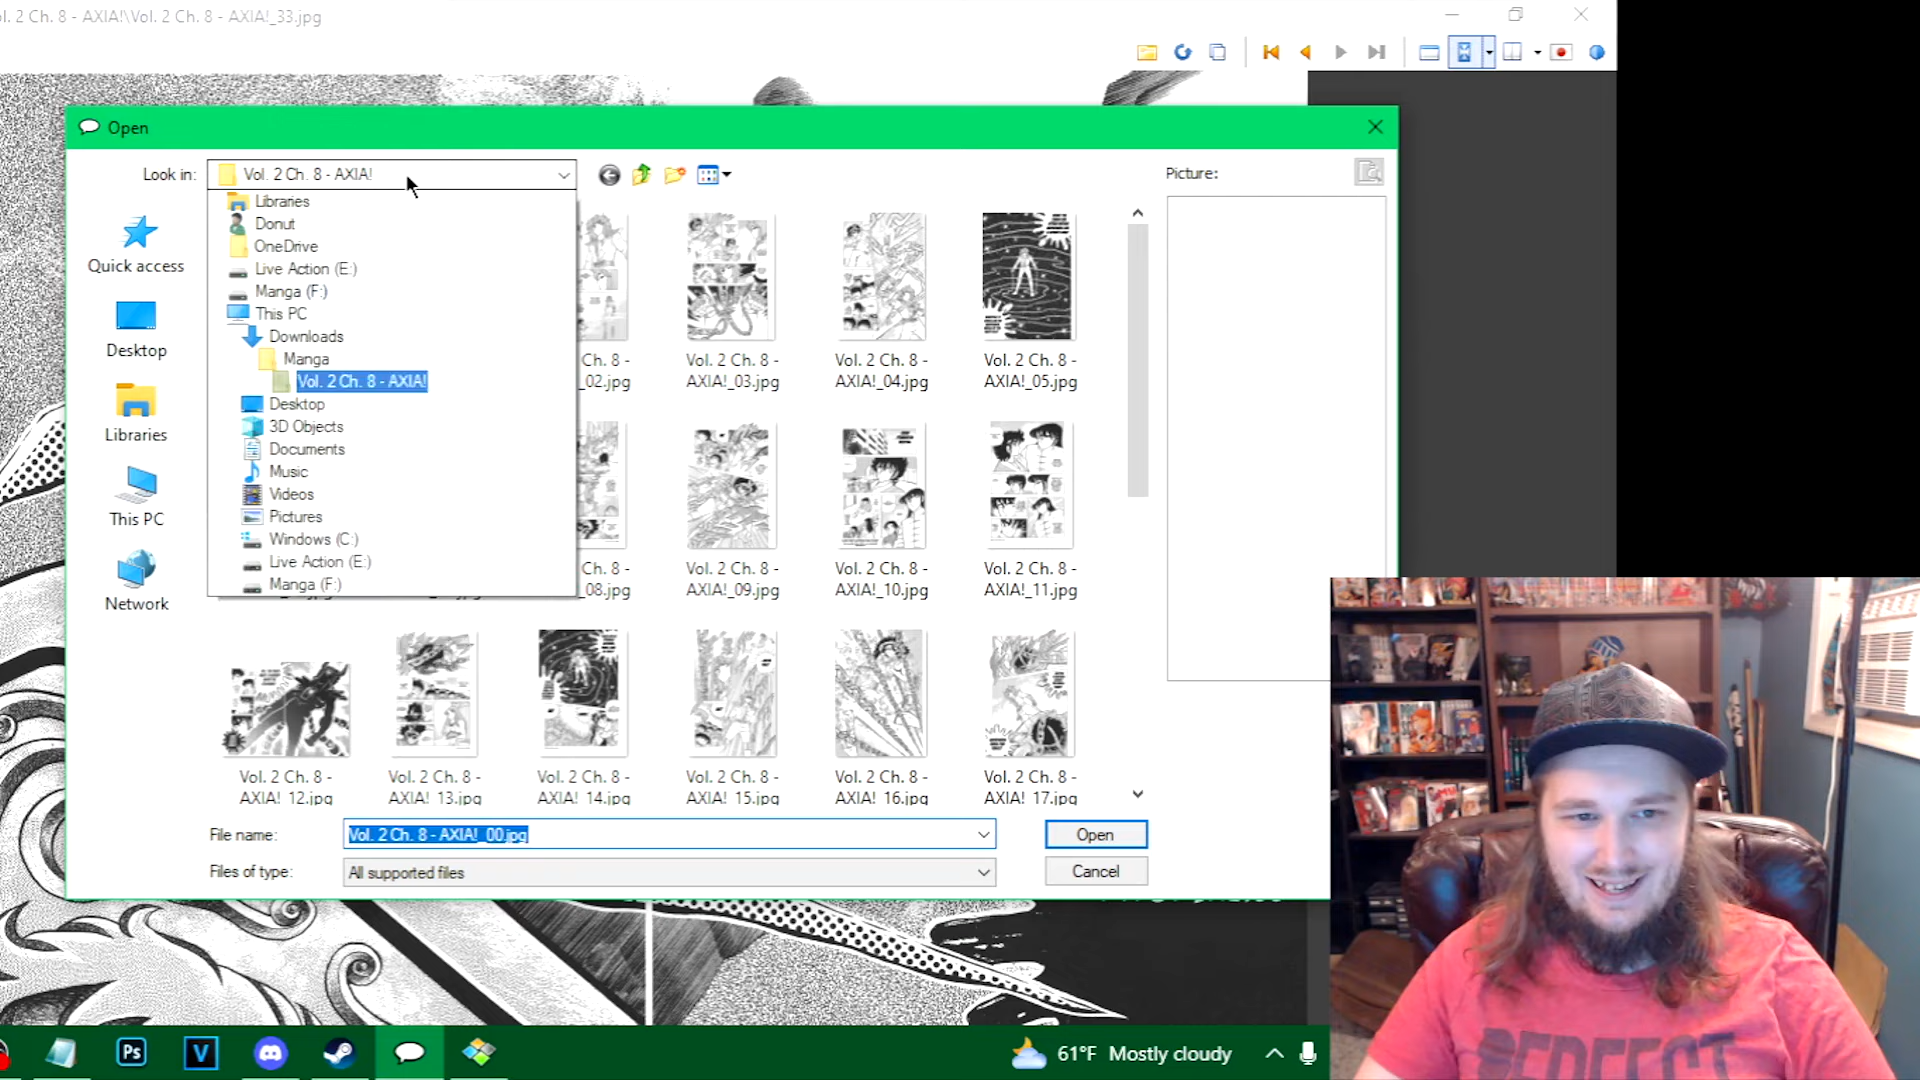 l. 2 Ch. 8 - AXIA!\Vol. 2 Ch. 8 - AXIA!_33.jpg
Open
Look in:
Vol. 2 Ch. 8 - AXIA!
Picture:
Quick access
Desktop
Libraries
This PC
Network
Libraries
Donut
OneDrive
Live Action (E:)
Manga (F:)
This PC
Downloads
Manga
Vol. 2 Ch. 8 - AXIA!
Desktop
3D Objects
Documents
Music
Videos
Pictures
Windows (C:)
Live Action (E:)
Manga (F:)
Ch. 8 -
_02.jpg
Vol. 2 Ch. 8 -
AXIA!_03.jpg
Vol. 2 Ch. 8 -
AXIA!_04.jpg
Vol. 2 Ch. 8 -
AXIA!_05.jpg
Ch. 8 -
_08.jpg
Vol. 2 Ch. 8 -
AXIA!_09.jpg
Vol. 2 Ch. 8 -
AXIA!_10.jpg
Vol. 2 Ch. 8 -
AXIA!_11.jpg
Vol. 2 Ch. 8 -
AXIA!_12.jpg
Vol. 2 Ch. 8 -
AXIA!_13.jpg
Vol. 2 Ch. 8 -
AXIA!_14.jpg
Vol. 2 Ch. 8 -
AXIA!_15.jpg
Vol. 2 Ch. 8 -
AXIA!_16.jpg
Vol. 2 Ch. 8 -
AXIA!_17.jpg
File name:
Vol. 2 Ch. 8 - AXIA!_00.jpg
Open
Files of type:
All supported files
Cancel
Ps
V
61°F Mostly cloudy
PERFECT